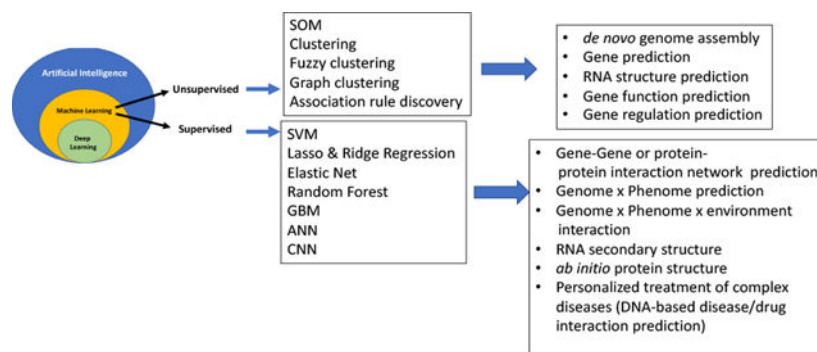 Artificial Intelligence
Machine Learning
Deep
Learning
Unsupervised
Supervised
SOM
Clustering
Fuzzy clustering
Graph clustering
Association rule discovery
SVM
Lasso & Ridge Regression
Elastic Net
Random Forest
GBM
ANN
CNN
• de novo genome assembly
• Gene prediction
• RNA structure prediction
• Gene function prediction
• Gene regulation prediction
• Gene-Gene or protein-
protein interaction network prediction
• Genome x Phenome prediction
• Genome x Phenome x environment
interaction
• RNA secondary structure
• ab initio protein structure
• Personalized treatment of complex
diseases (DNA-based disease/drug
interaction prediction)